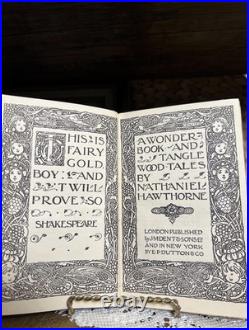 THIS IS
FAIRY
GOLD
BOY AND
'T WILL
PROVE SO
SHAKESPEARE
A WONDER
BOOK AND
TANGLE
WOOD TALES
BY
NATHANIEL
HAWTHORNE
LONDON PUBLISHED
by J·M·DENT & SONS LTD
AND IN NEW YORK
BY E·P·DUTTON & CO